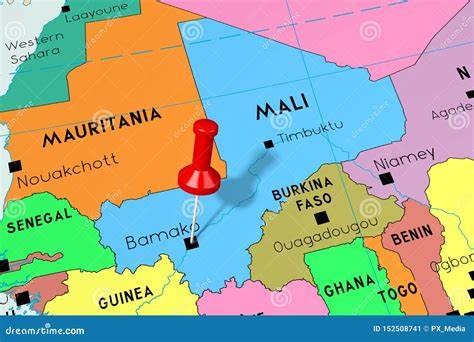 Laayoune
Western
Sahara
MAURITANIA
Nouakchott
MALI
Timbuktu
Niamey
Agade
N
SENEGAL
Bamako
BURKINA
FASO
Ouagadougou
BENIN
Ogbor
GUINEA
GHANA
TOGO
dreamstime.com
ID 152508741 © PX_Media